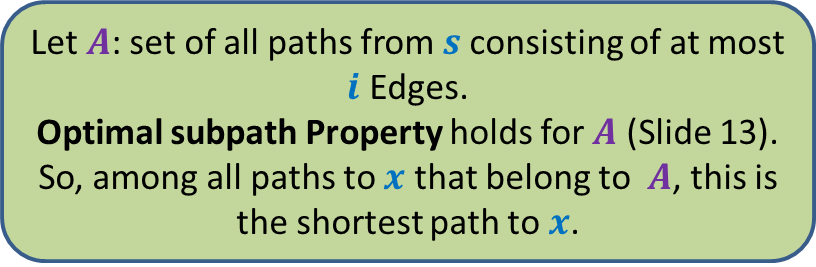 Let A: set of all paths from s consisting of at most
i Edges.
Optimal subpath Property holds for A (Slide 13).
So, among all paths to x that belong to A, this is
the shortest path to x.